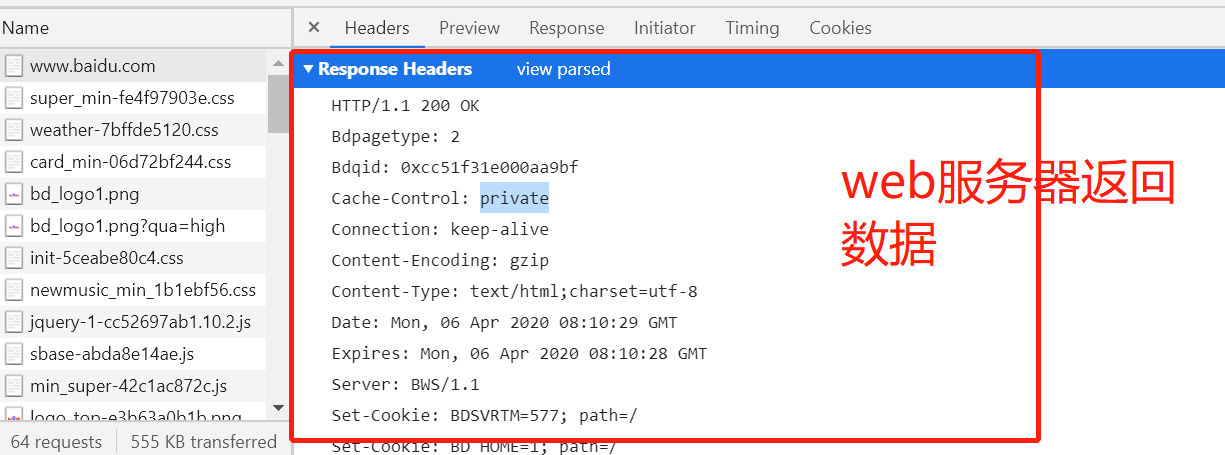 Name
www.baidu.com
super_min-fe4f97903e.css
weather-7bffde5120.css
card_min-06d72bf244.css
bd_logo1.png
bd_logo1.png?qua=high
init-5ceabe80c4.css
newmusic_min_1b1ebf56.css
jquery-1-cc52697ab1.10.2.js
sbase-abda8e14ae.js
min_super-42c1ac872c.js
logo_top-e3b63a0b1b.png
64 requests 555 KB transferred
× Headers Preview Response Initiator Timing Cookies
▼Response Headers view parsed
HTTP/1.1 200 OK
Bdpagetype: 2
Bdqid: 0xcc51f31e000aa9bf
Cache-Control: private
Connection: keep-alive
Content-Encoding: gzip
Content-Type: text/html;charset=utf-8
Date: Mon, 06 Apr 2020 08:10:29 GMT
Expires: Mon, 06 Apr 2020 08:10:28 GMT
Server: BWS/1.1
Set-Cookie: BDSVRTM=577; path=/
Set-Cookie: BD_HOME=1; path=/
web服务器返回
数据